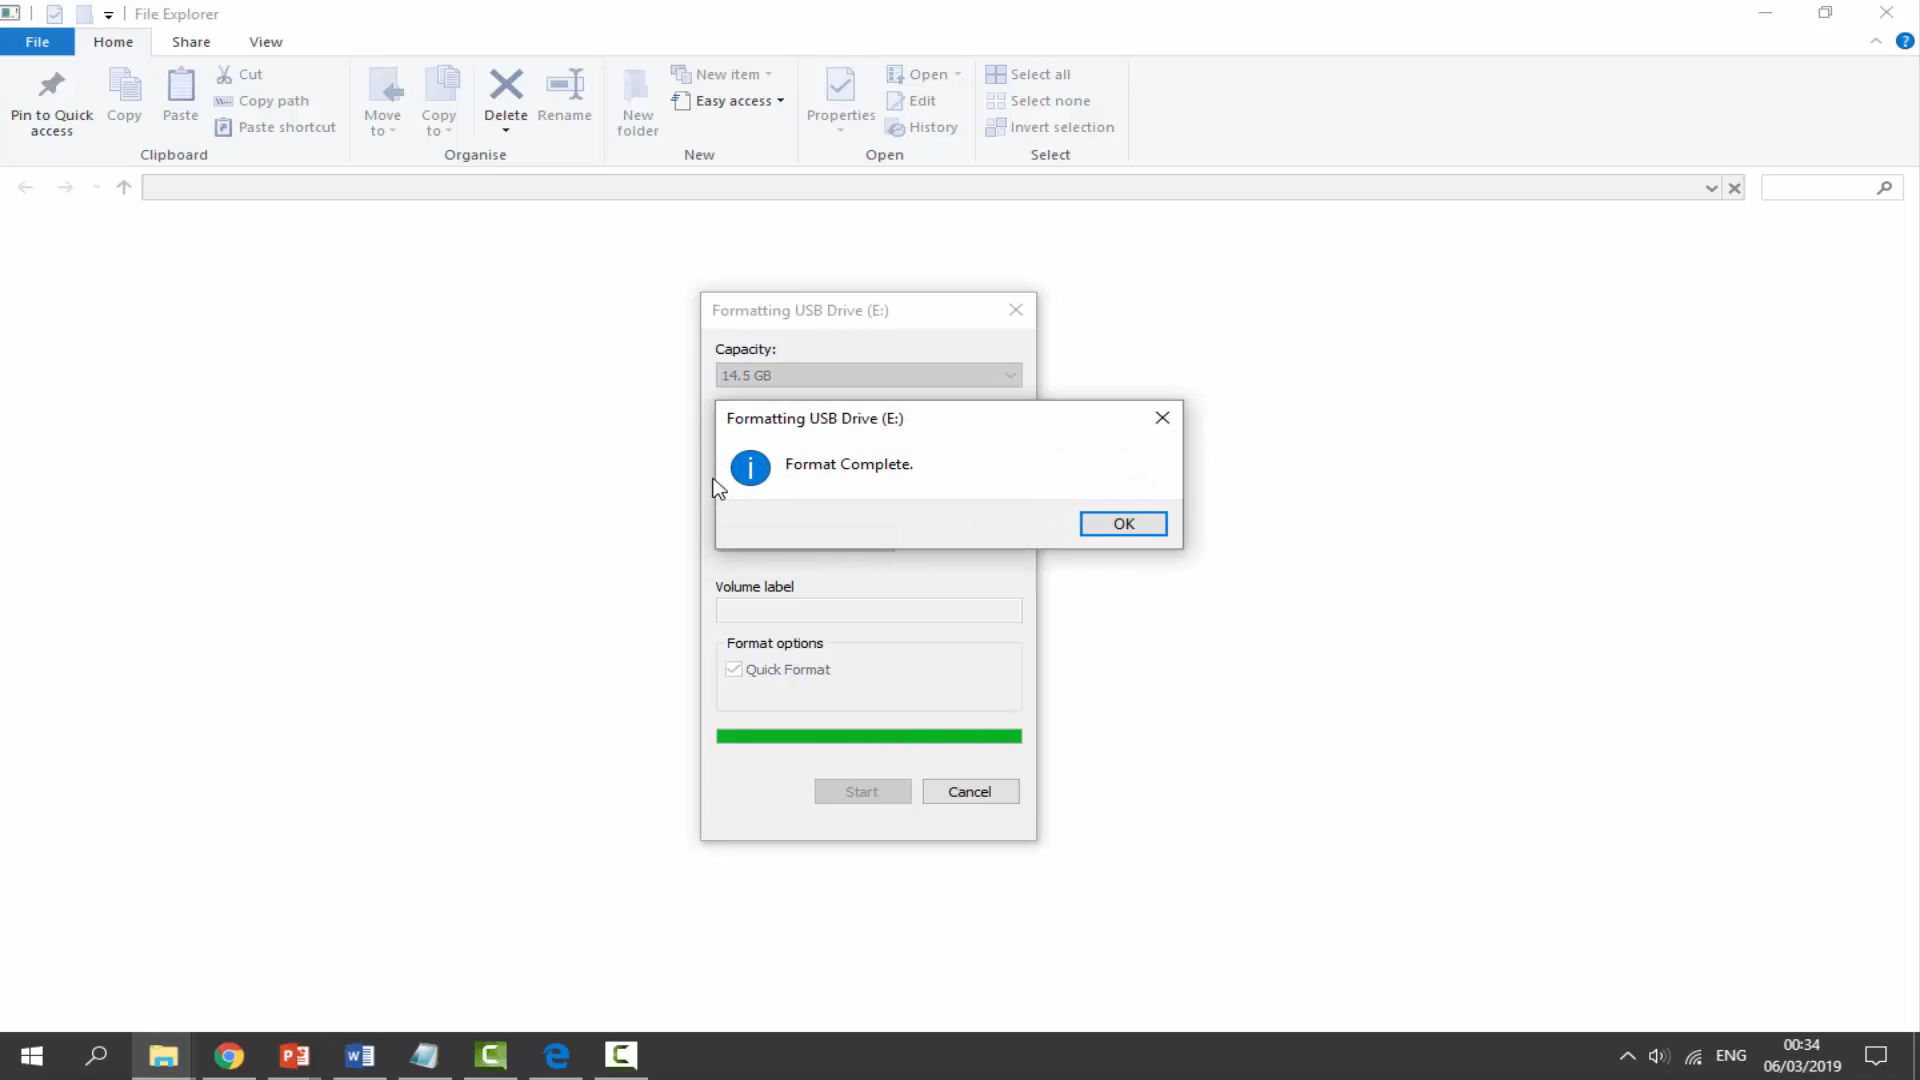 File Explorer
File Home Share View
Pin to Quick access
Copy
Paste
Cut
Copy path
Paste shortcut
Clipboard
Move to
Copy to
Delete
Rename
Organise
New folder
New item
Easy access
New
Properties
Open
Edit
History
Open
Select all
Select none
Invert selection
Select
Formatting USB Drive (E:)
Capacity:
14.5 GB
Formatting USB Drive (E:)
Format Complete.
OK
Volume label
Format options
Quick Format
Start Cancel
ENG
00:34
06/03/2019